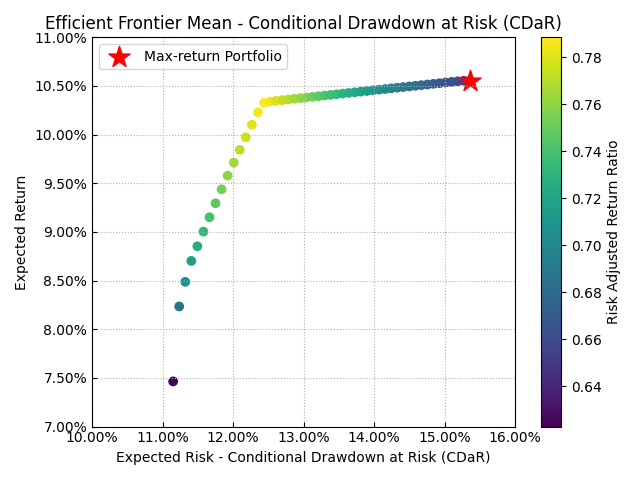 Efficient Frontier Mean - Conditional Drawdown at Risk (CDaR)
Max-return Portfolio
11.00%
10.50%
10.00%
9.50%
9.00%
8.50%
8.00%
7.50%
7.00%
Expected Return
10.00% 11.00% 12.00% 13.00% 14.00% 15.00% 16.00%
Expected Risk - Conditional Drawdown at Risk (CDaR)
0.78
0.76
0.74
0.72
0.70
0.68
0.66
0.64
Risk Adjusted Return Ratio